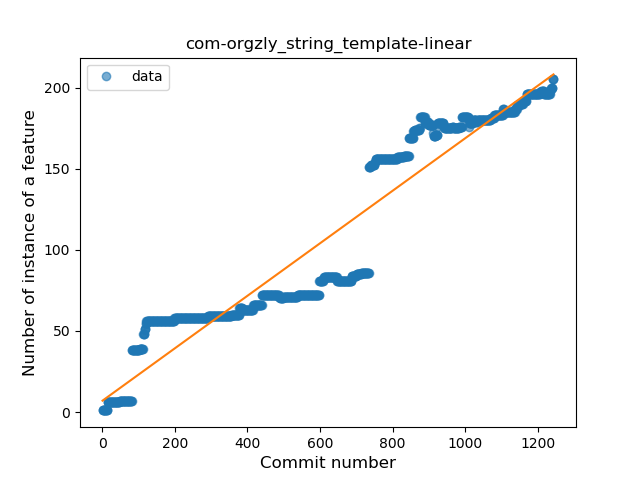 com-orgzly_string_template-linear
data
Number of instance of a feature
200
150
100
50
0
0 200 400 600 800 1000 1200
Commit number